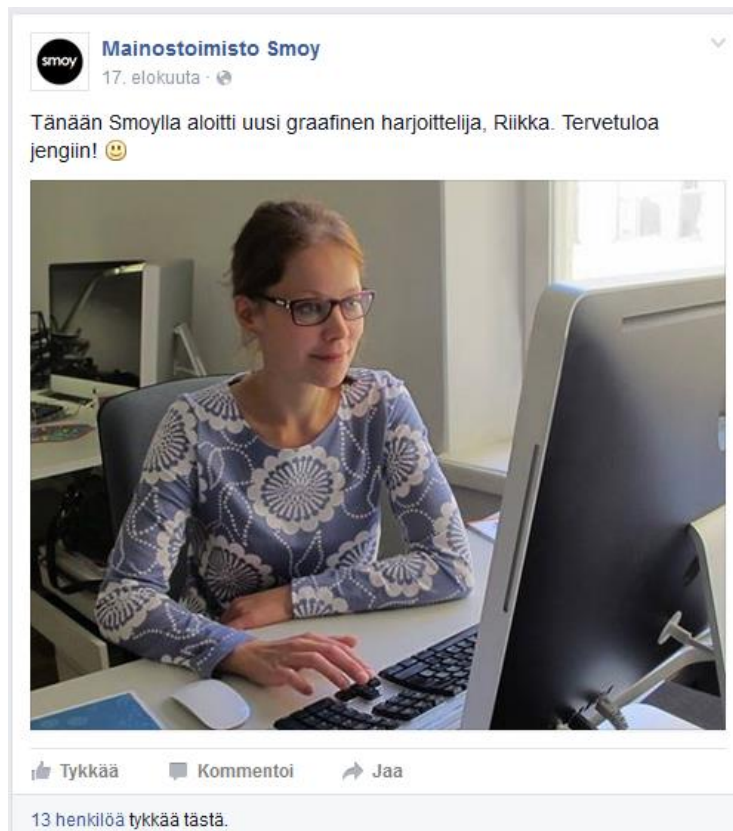 smoy
Mainostoimisto Smoy
17. elokuuta ·
Tänään Smoylla aloitti uusi graafinen harjoittelija, Riikka. Tervetuloa
jengiin!
Tykkää Kommentoi Jaa
13 henkilöä tykkää tästä.